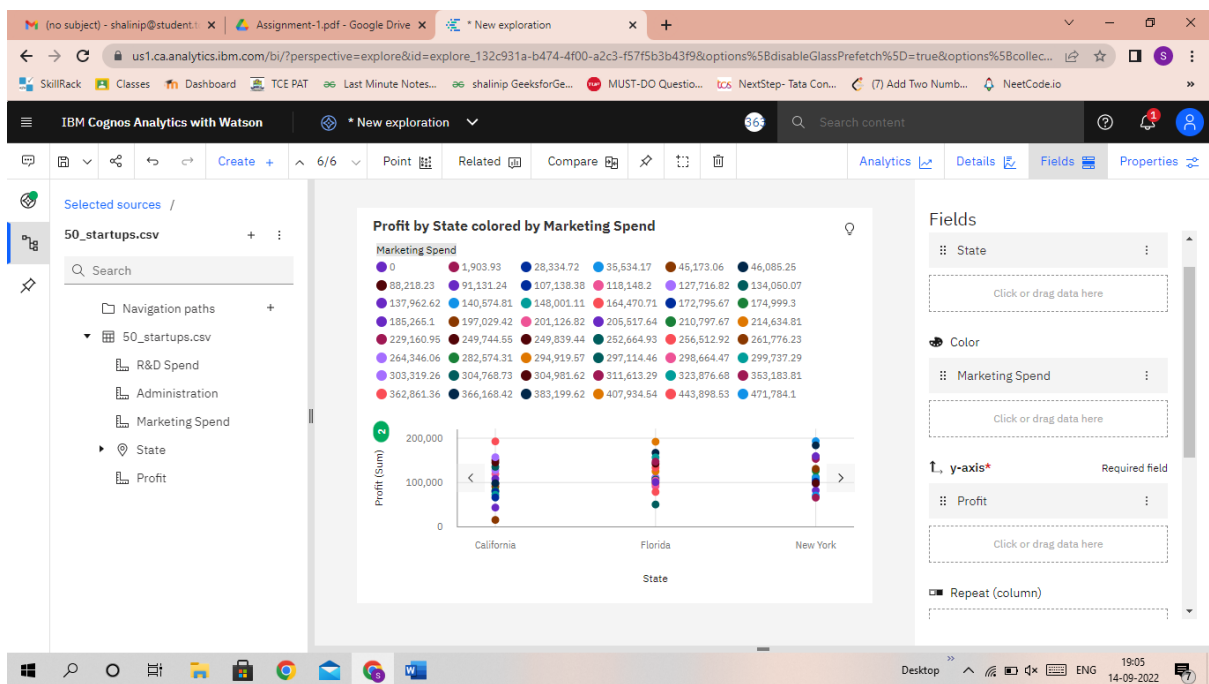 (no subject) - shalinip@student.t
Assignment-1.pdf - Google Drive
* New exploration
us1.ca.analytics.ibm.com/bi/?perspective=explore&id=explore_132c931a-b474-4f00-a2c3-f57f5b3b43f9&options%5BdisableGlassPrefetch%5D=true&options%5Bcollec...
S
SkillRack Classes Dashboard TCE PAT Last Minute Notes... shalinip GeeksforGe... MUST-DO Questio... NextStep- Tata Con... (7) Add Two Numb... NeetCode.io »
IBM Cognos Analytics with Watson * New exploration Search content 1
Create + 6/6 Point Related Compare Analytics Details Fields Properties
Selected sources /
50_startups.csv
Search
Navigation paths
50_startups.csv
R&D Spend
Administration
Marketing Spend
State
Profit
Profit by State colored by Marketing Spend
Marketing Spend
0 1,903.93 28,334.72 35,534.17 45,173.06 46,085.25
88,218.23 91,131.24 107,138.38 118,148.2 127,716.82 134,050.07
137,962.62 140,574.81 148,001.11 164,470.71 172,795.67 174,999.3
185,265.1 197,029.42 201,126.82 205,517.64 210,797.67 214,634.81
229,160.95 249,744.55 249,839.44 252,664.93 256,512.92 261,776.23
264,346.06 282,574.31 294,919.57 297,114.46 298,664.47 299,737.29
303,319.26 304,768.73 304,981.62 311,613.29 323,876.68 353,183.81
362,861.36 366,168.42 383,199.62 407,934.54 443,898.53 471,784.1
2
Profit (Sum)
200,000
100,000
0
California Florida New York
State
Fields
State
Click or drag data here
Color
Marketing Spend
Click or drag data here
y-axis* Required field
Profit
Click or drag data here
Repeat (column)
Desktop » ENG 19:05
14-09-2022
7